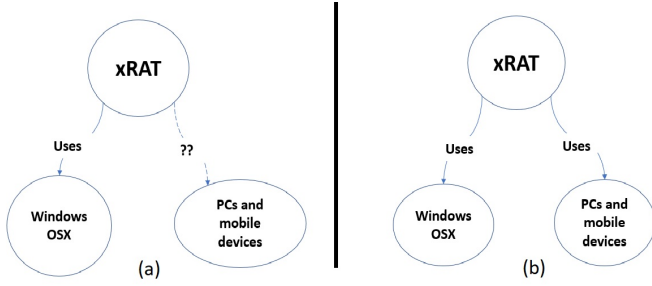 xRAT
Uses
??
Windows
OSX
PCs and
mobile
devices
(a)
xRAT
Uses
Uses
Windows
OSX
PCs and
mobile
devices
(b)